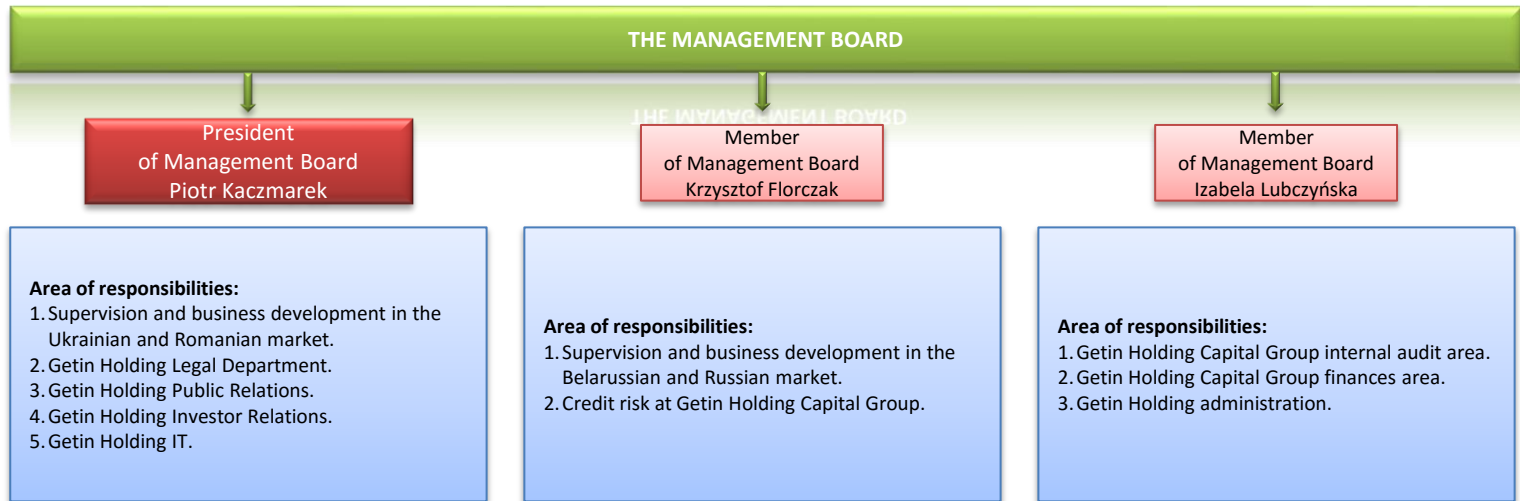 THE MANAGEMENT BOARD
President
of Management Board
Piotr Kaczmarek
Member
of Management Board
Krzysztof Florczak
Member
of Management Board
Izabela Lubczyńska
Area of responsibilities:
1. Supervision and business development in the
Ukrainian and Romanian market.
2. Getin Holding Legal Department.
3. Getin Holding Public Relations.
4. Getin Holding Investor Relations.
5. Getin Holding IT.
Area of responsibilities:
1. Supervision and business development in the
Belarussian and Russian market.
2. Credit risk at Getin Holding Capital Group.
Area of responsibilities:
1. Getin Holding Capital Group internal audit area.
2. Getin Holding Capital Group finances area.
3. Getin Holding administration.